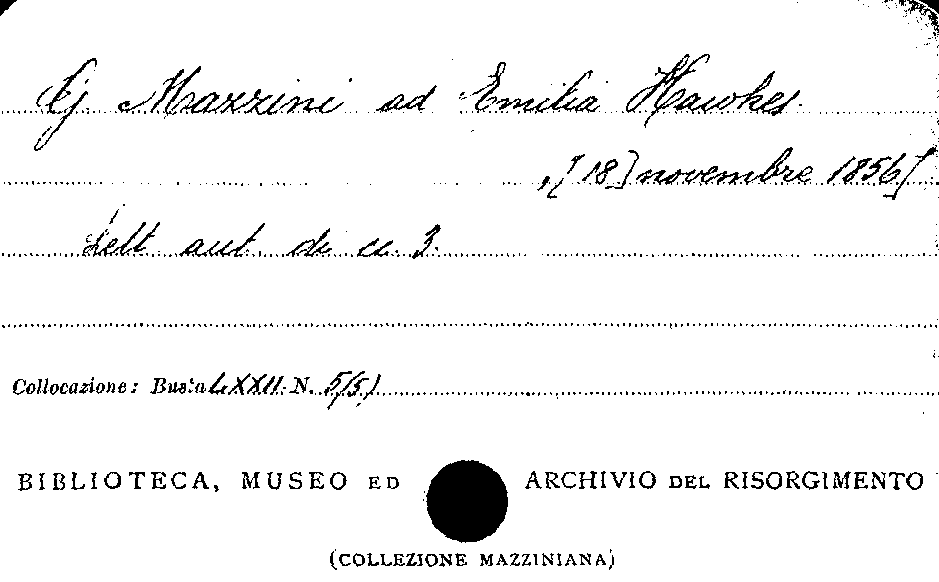 G. Mazzini ad Emilia Hawkes.
, [18] novembre 1856]
Lett. aut. di cc. 3.
Collocazione: Busta LXXII N. 5/5)
BIBLIOTECA, MUSEO ED ARCHIVIO DEL RISORGIMENTO
(COLLEZIONE MAZZINIANA)